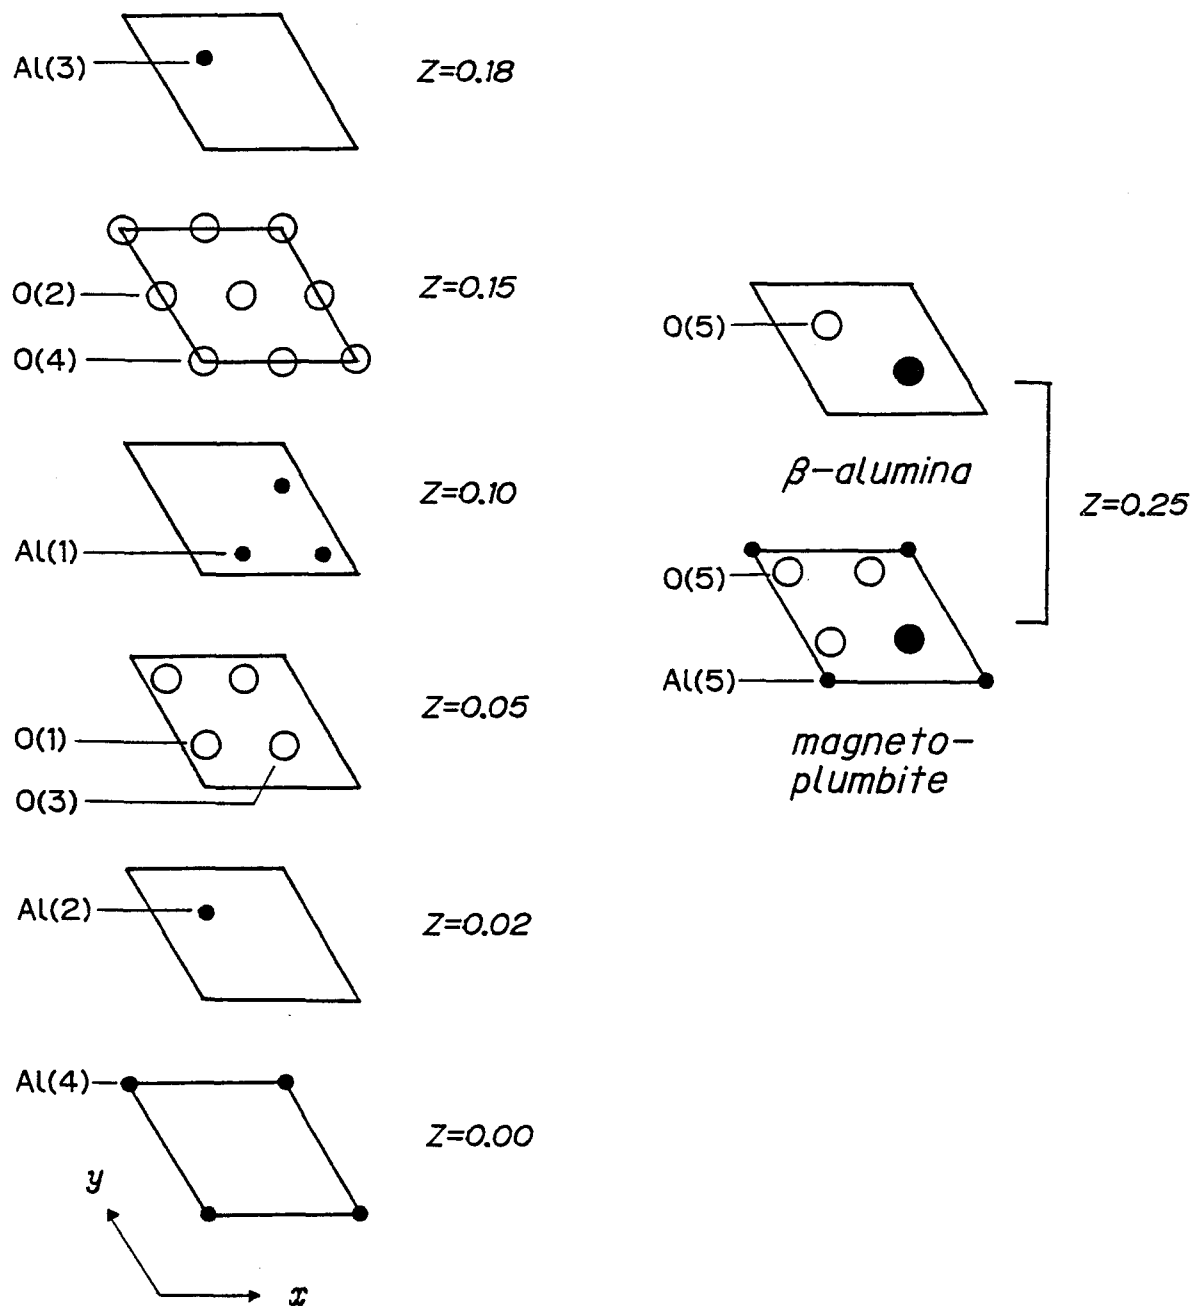 Al(3)
Z=0.18
O(2)
Z=0.15
O(4)
Al(1)
Z=0.10
O(1)
Z=0.05
O(3)
Al(2)
Z=0.02
Al(4)
Z=0.00
y
x
O(5)
β-alumina
Z=0.25
O(5)
Al(5)
magneto-
plumbite